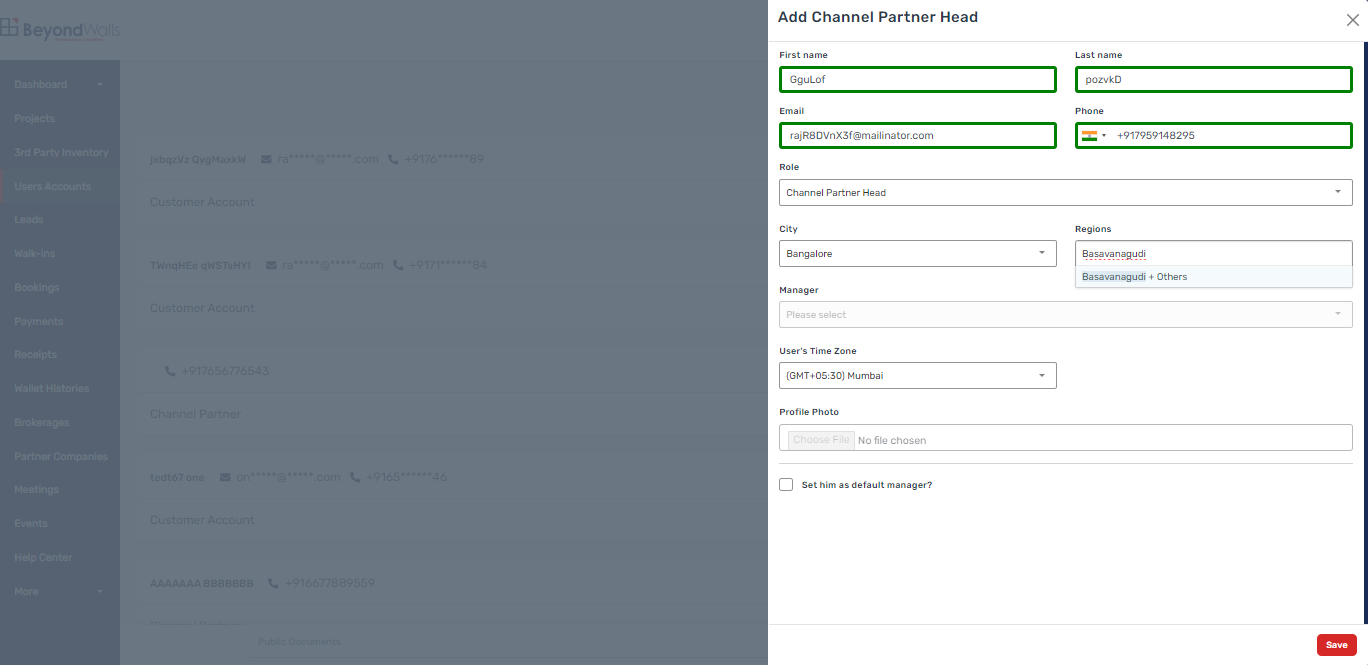 Add Channel Partner Head
BeyondWalls
Dashboard
Projects
3rd Party Inventory
Users Accounts
Leads
Walk-ins
Bookings
Payments
Receipts
Wallet Histories
Brokerages
Partner Companies
Meetings
Events
Help Center
More
jxbqzVz QvgMaxkW ra*****@*****.com +9176******89
Customer Account
TWnqHEe qWSTsHYl ra*****@*****.com +9171******84
Customer Account
+917656776543
Channel Partner
tedt67 one on*****@*****.com +9165******46
Customer Account
AAAAAAA BBBBBBB +916677889559
Public Documents
First name
Last name
GguLof
pozvkD
Email
Phone
rajR8DVnX3f@mailinator.com
+917959148295
Role
Channel Partner Head
City
Regions
Bangalore
Basavanagudi
Basavanagudi + Others
Manager
Please select
User's Time Zone
(GMT+05:30) Mumbai
Profile Photo
Choose File No file chosen
Set him as default manager?
Save